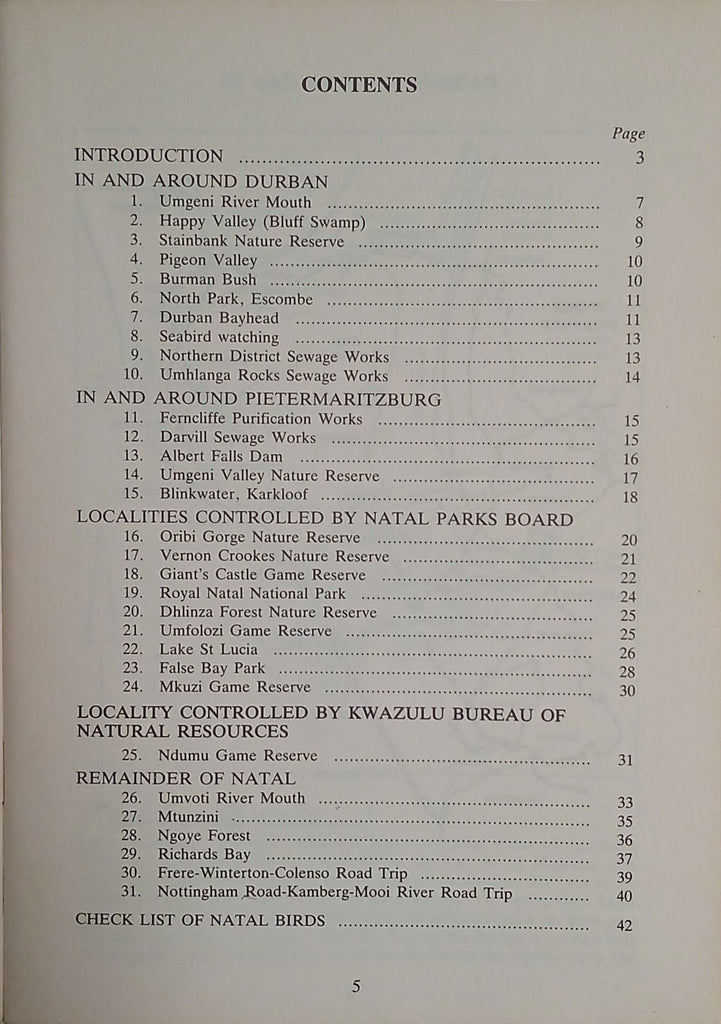 CONTENTS
Page
INTRODUCTION ................................................................ 3
IN AND AROUND DURBAN
1. Umgeni River Mouth ................................................ 7
2. Happy Valley (Bluff Swamp) ....................................... 8
3. Stainbank Nature Reserve ........................................... 9
4. Pigeon Valley .......................................................... 10
5. Burman Bush .......................................................... 10
6. North Park, Escombe ................................................ 11
7. Durban Bayhead ..................................................... 11
8. Seabird watching ..................................................... 13
9. Northern District Sewage Works .................................. 13
10. Umhlanga Rocks Sewage Works .................................. 14
IN AND AROUND PIETERMARITZBURG
11. Ferncliffe Purification Works ...................................... 15
12. Darvill Sewage Works ............................................... 15
13. Albert Falls Dam ..................................................... 16
14. Umgeni Valley Nature Reserve .................................... 17
15. Blinkwater, Karkloof ................................................. 18
LOCALITIES CONTROLLED BY NATAL PARKS BOARD
16. Oribi Gorge Nature Reserve ....................................... 20
17. Vernon Crookes Nature Reserve ................................... 21
18. Giant's Castle Game Reserve ...................................... 22
19. Royal Natal National Park .......................................... 24
20. Dhlinza Forest Nature Reserve .................................... 25
21. Umfolozi Game Reserve ............................................. 25
22. Lake St Lucia .......................................................... 26
23. False Bay Park ........................................................ 28
24. Mkuzi Game Reserve ................................................ 30
LOCALITY CONTROLLED BY KWAZULU BUREAU OF
NATURAL RESOURCES
25. Ndumu Game Reserve .............................................. 31
REMAINDER OF NATAL
26. Umvoti River Mouth ................................................. 33
27. Mtunzini ................................................................ 35
28. Ngoye Forest .......................................................... 36
29. Richards Bay .......................................................... 37
30. Frere-Winterton-Colenso Road Trip .............................. 39
31. Nottingham Road-Kamberg-Mooi River Road Trip ............ 40
CHECK LIST OF NATAL BIRDS ............................................. 42
5